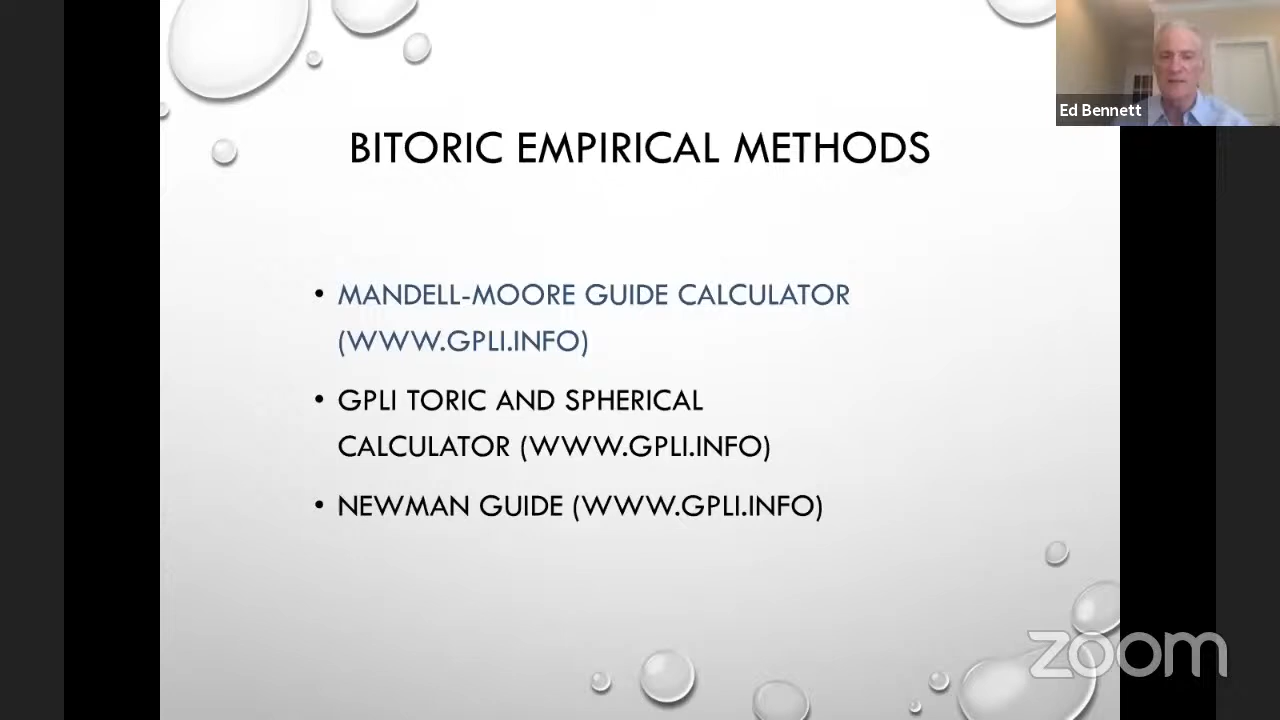 Ed Bennett
BITORIC EMPIRICAL METHODS
• MANDELL-MOORE GUIDE CALCULATOR
(WWW.GPLI.INFO)
• GPLI TORIC AND SPHERICAL
CALCULATOR (WWW.GPLI.INFO)
• NEWMAN GUIDE (WWW.GPLI.INFO)
zoom